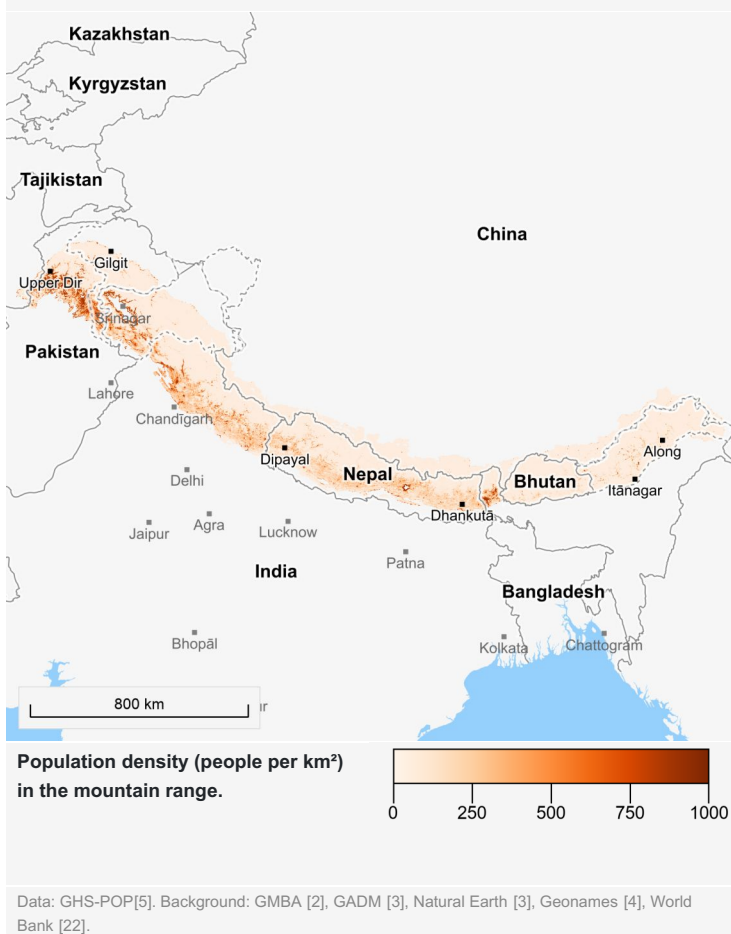 Kazakhstan
Kyrgyzstan
Tajikistan
China
Gilgit
Upper Dir
Srinagar
Pakistan
Lahore
Chandīgarh
Dipayal
Nepal
Bhutan
Along
Itānagar
Delhi
Dhankutā
Jaipur
Agra
Lucknow
Patna
India
Bangladesh
Bhopāl
Kolkata
Chattogram
800 km
Population density (people per km²)
in the mountain range.
0 250 500 750 1000
Data: GHS-POP[5]. Background: GMBA [2], GADM [3], Natural Earth [3], Geonames [4], World
Bank [22].